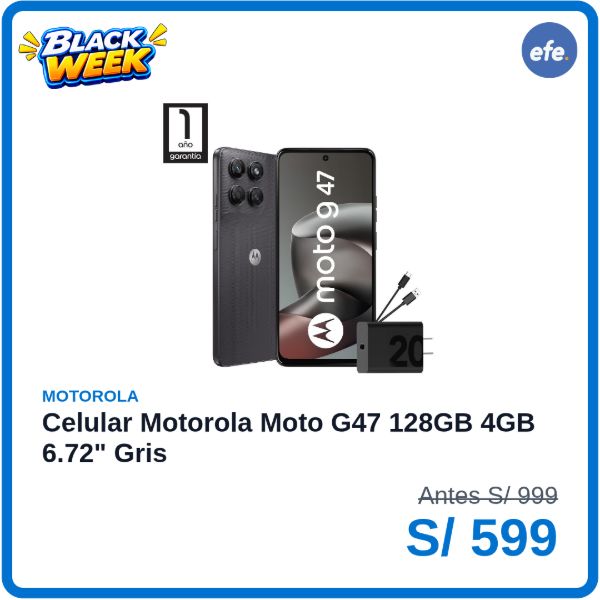 BLACK
WEEK
efe.
1
año
garantía
moto g47
20
MOTOROLA
Celular Motorola Moto G47 128GB 4GB
6.72" Gris
Antes S/ 999
S/ 599